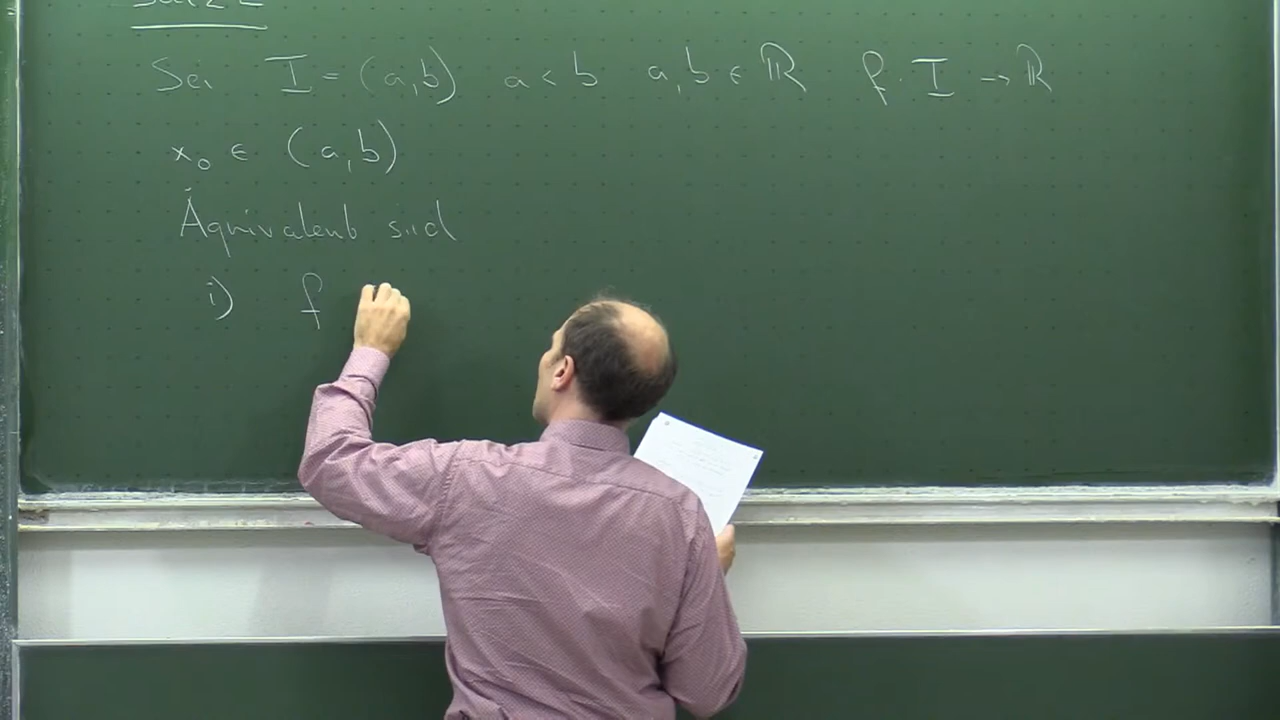 Sei I = (a,b) a < b a,b ∈ ℝ f: I → ℝ
x₀ ∈ (a,b)
Äquivalent sind
i) f